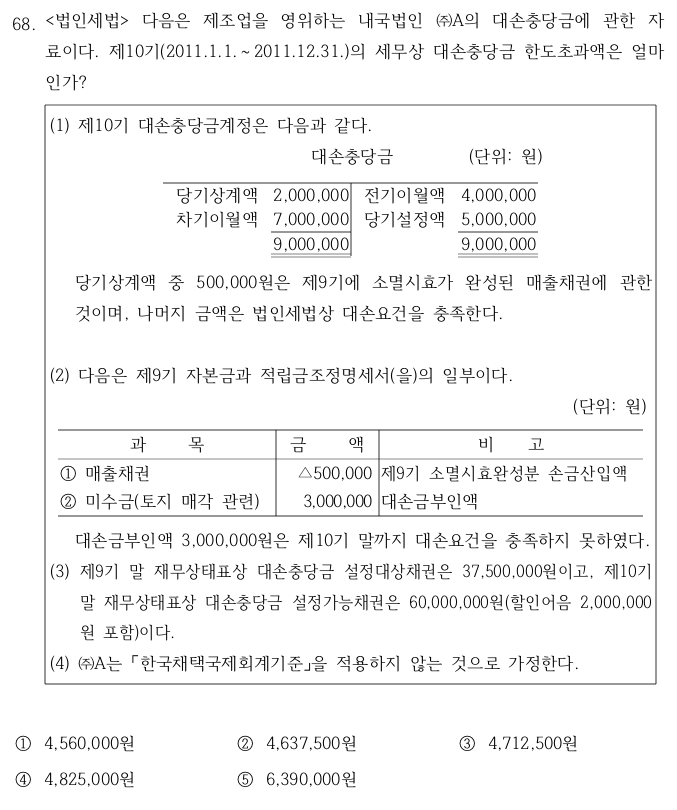 68. <법인세법> 다음은 제조업을 영위하는 내국법인 ㈜A의 대손충당금에 관한 자
료이다. 제10기(2011.1.1.~2011.12.31.)의 세무상 대손충당금 한도초과액은 얼마
인가?
(1) 제10기 대손충당금계정은 다음과 같다.
대손충당금 (단위: 원)
당기상계액 2,000,000 전기이월액 4,000,000
차기이월액 7,000,000 당기설정액 5,000,000
9,000,000 9,000,000
당기상계액 중 500,000원은 제9기에 소멸시효가 완성된 매출채권에 관한
것이며, 나머지 금액은 법인세법상 대손요건을 충족한다.
(2) 다음은 제9기 자본금과 적립금조정명세서(을)의 일부이다.
(단위: 원)
과 목 금 액 비 고
① 매출채권 △500,000 제9기 소멸시효완성분 손금산입액
② 미수금(토지 매각 관련) 3,000,000 대손금부인액
대손금부인액 3,000,000원은 제10기 말까지 대손요건을 충족하지 못하였다.
(3) 제9기 말 재무상태표상 대손충당금 설정대상채권은 37,500,000원이고, 제10기
말 재무상태표상 대손충당금 설정가능채권은 60,000,000원(할인어음 2,000,000
원 포함)이다.
(4) ㈜A는 「한국채택국제회계기준」을 적용하지 않는 것으로 가정한다.
① 4,560,000원 ② 4,637,500원 ③ 4,712,500원
④ 4,825,000원 ⑤ 6,390,000원